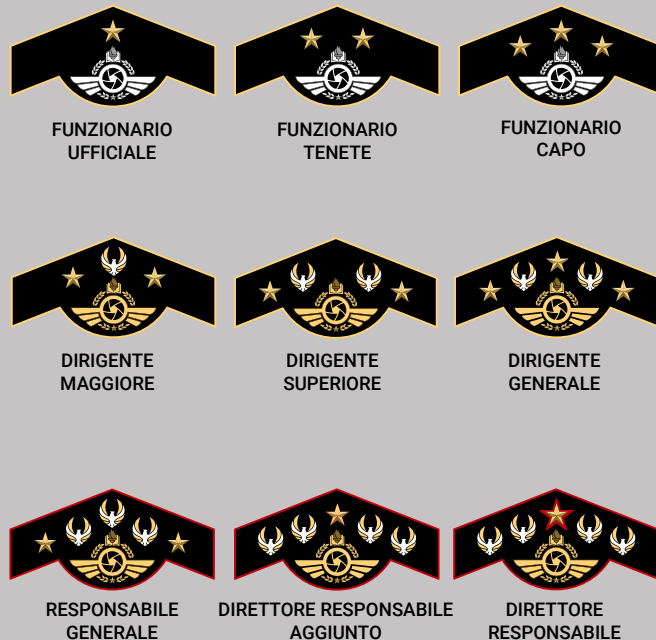 FUNZIONARIO
UFFICIALE
FUNZIONARIO
TENETE
FUNZIONARIO
CAPO
DIRIGENTE
MAGGIORE
DIRIGENTE
SUPERIORE
DIRIGENTE
GENERALE
RESPONSABILE
GENERALE
DIRETTORE RESPONSABILE
AGGIUNTO
DIRETTORE
RESPONSABILE